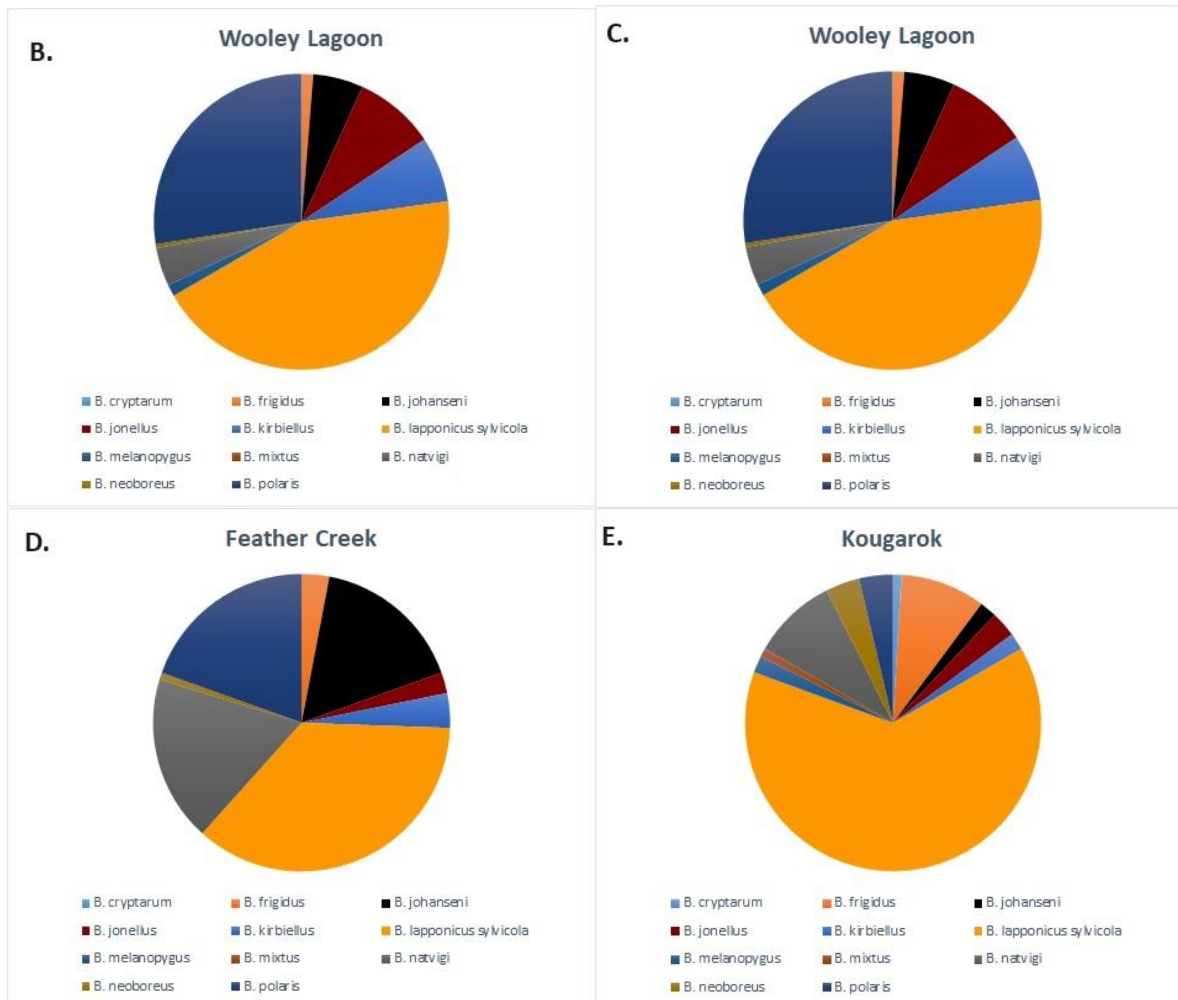 B.
Wooley Lagoon
B. cryptarum B. frigidus B. johanseni
B. jonellus B. kirbiellus B. lapponicus sylvicola
B. melanopygus B. mixtus B. natvigi
B. neoboreus B. polaris
C.
Wooley Lagoon
B. cryptarum B. frigidus B. johanseni
B. jonellus B. kirbiellus B. lapponicus sylvicola
B. melanopygus B. mixtus B. natvigi
B. neoboreus B. polaris
D.
Feather Creek
B. cryptarum B. frigidus B. johanseni
B. jonellus B. kirbiellus B. lapponicus sylvicola
B. melanopygus B. mixtus B. natvigi
B. neoboreus B. polaris
E.
Kougarok
B. cryptarum B. frigidus B. johanseni
B. jonellus B. kirbiellus B. lapponicus sylvicola
B. melanopygus B. mixtus B. natvigi
B. neoboreus B. polaris